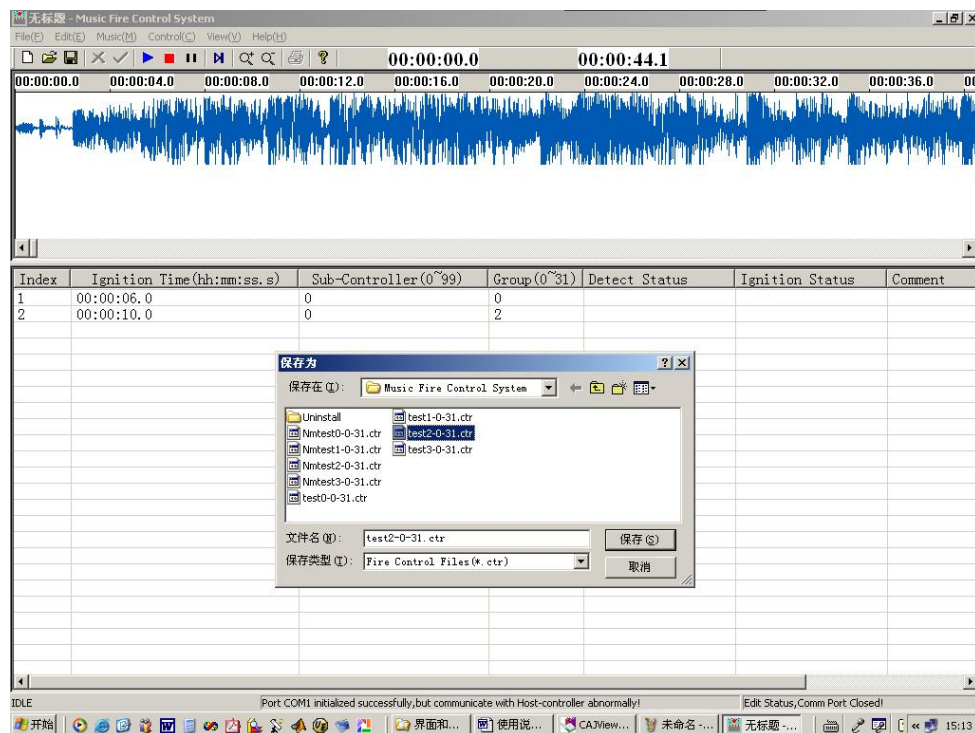 无标题 - Music Fire Control System
File(F) Edit(E) Music(M) Control(C) View(V) Help(H)
00:00:00.0 00:00:44.1
00:00:00.0 00:00:04.0 00:00:08.0 00:00:12.0 00:00:16.0 00:00:20.0 00:00:24.0 00:00:28.0 00:00:32.0 00:00:36.0 00
Index Ignition Time(hh:mm:ss.s) Sub-Controller(0~99) Group(0~31) Detect Status Ignition Status Comment
1 00:00:06.0 0 0
2 00:00:10.0 0 2
保存为
保存在(I): Music Fire Control System
Uninstall test1-0-31.ctr
Nmtest0-0-31.ctr test2-0-31.ctr
Nmtest1-0-31.ctr test3-0-31.ctr
Nmtest2-0-31.ctr
Nmtest3-0-31.ctr
test0-0-31.ctr
文件名(N): test2-0-31.ctr 保存(S)
保存类型(T): Fire Control Files(*.ctr) 取消
IDLE Port COM1 initialized successfully,but communicate with Host-controller abnormally! Edit Status,Comm Port Closed!
开始 界面和... 使用说... CAJView... 未命名 -... 无标题 -... « 15:13